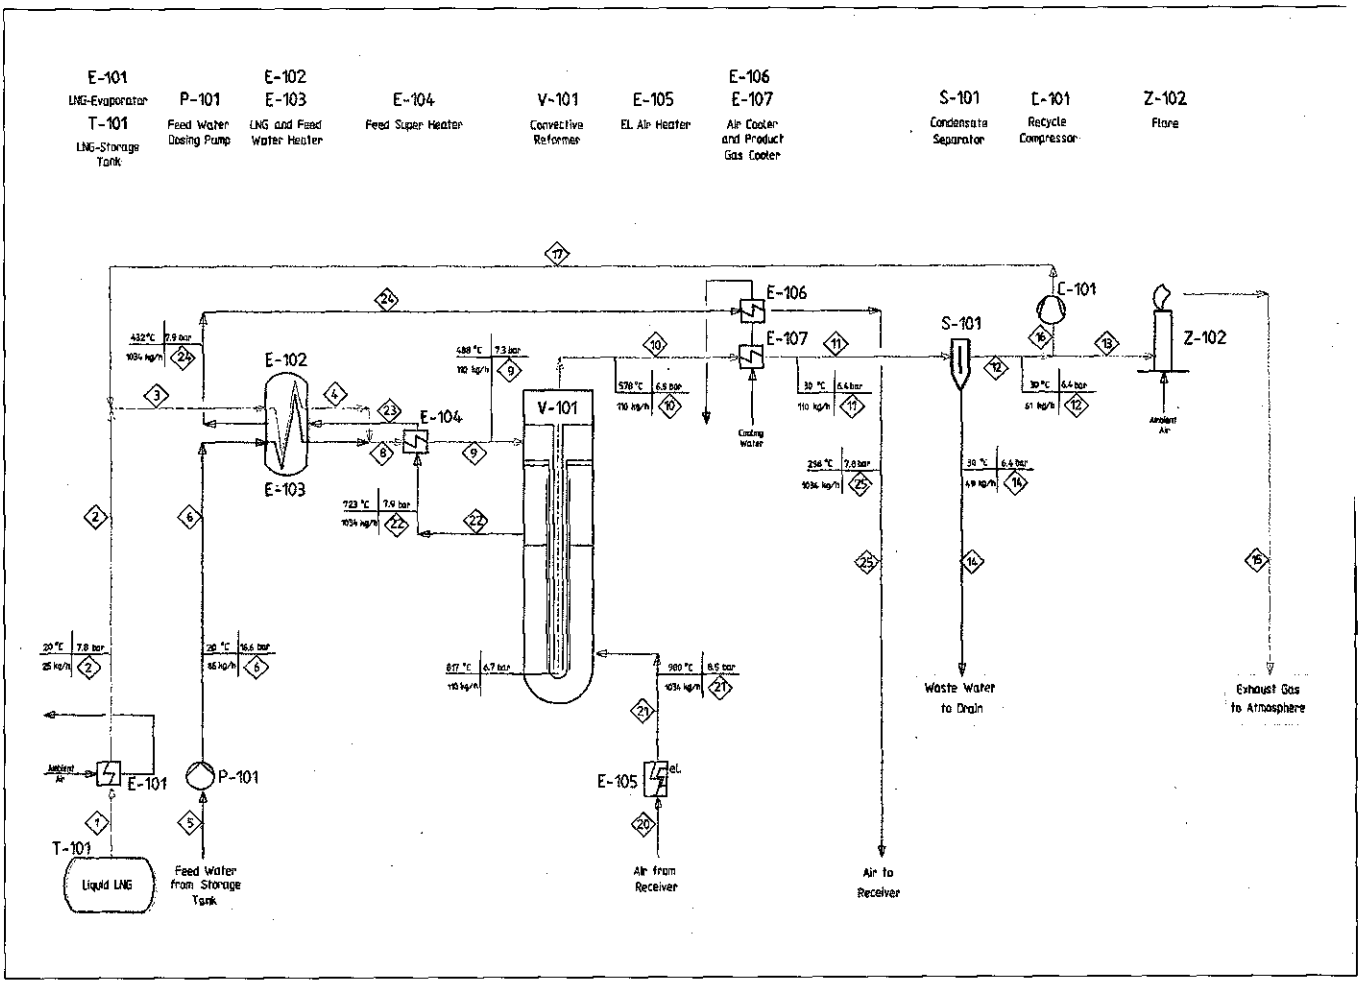 E-101
LNG-Evaporator
T-101
LNG-Storage
Tank
P-101
Feed Water
Dosing Pump
E-102
E-103
LNG and Feed
Water Heater
E-104
Feed Super Heater
V-101
Convective
Reformer
E-105
EL Air Heater
E-106
E-107
Air Cooler
and Product
Gas Cooler
S-101
Condensate
Separator
C-101
Recycle
Compressor
Z-102
Flare
17
24
E-106
C-101
432 °C 7.9 bar
1034 kg/h 24
E-102
488 °C 7.3 bar
110 kg/h 9
10
E-107
11
S-101
16
12
13
Z-102
3
4
23
E-104
V-101
578 °C 6.5 bar
110 kg/h 10
30 °C 6.4 bar
110 kg/h 11
30 °C 6.4 bar
61 kg/h 12
Cooling
Water
Ambient
Air
8
9
E-103
2
6
723 °C 7.9 bar
1034 kg/h 22
22
7.8 bar
1034 kg/h 25
30 °C 6.4 bar
49 kg/h 14
25
14
15
20 °C 7.8 bar
25 kg/h 2
20 °C 16.6 bar
kg/h 6
817 °C 6.7 bar
110 kg/h
980 °C 8.5 bar
1034 kg/h 21
21
Waste Water
to Drain
Exhaust Gas
to Atmosphere
Ambient
Air
E-101
P-101
E-105
el.
1
5
20
T-101
Liquid LNG
Feed Water
from Storage
Tank
Air from
Receiver
Air to
Receiver